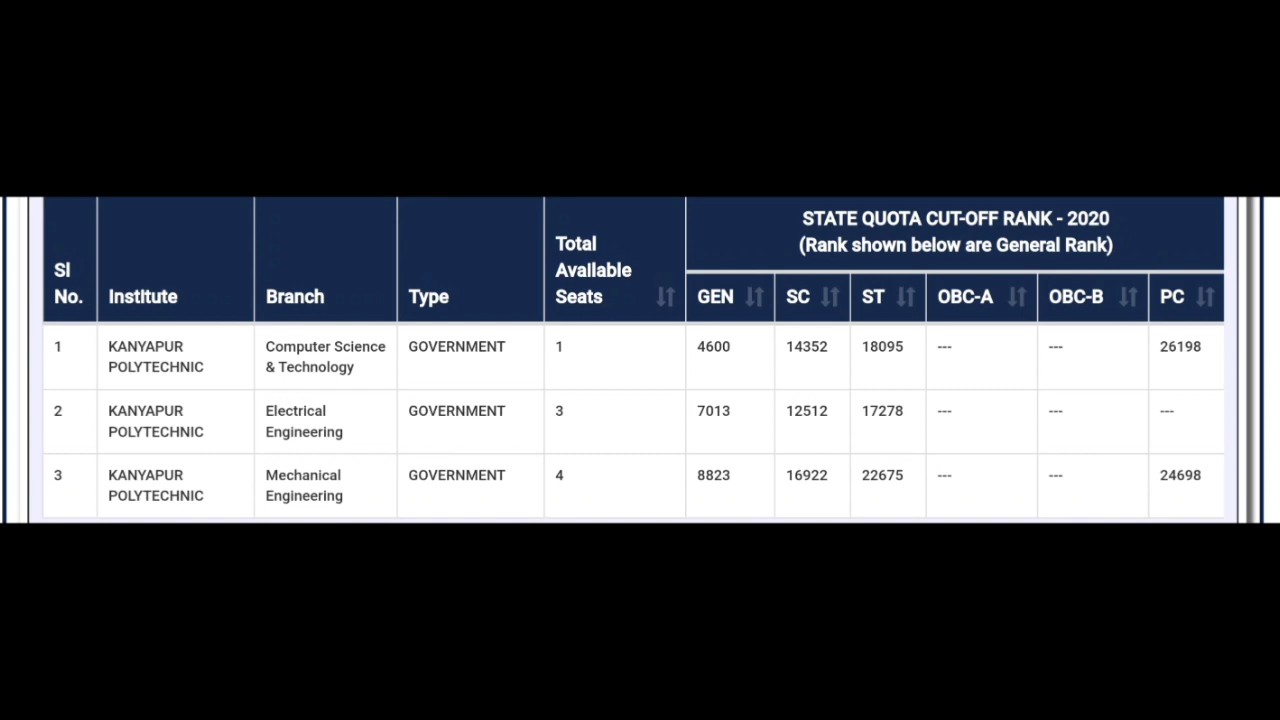 STATE QUOTA CUT-OFF RANK - 2020
(Rank shown below are General Rank)
Sl No. Institute Branch Type Total Available Seats GEN SC ST OBC-A OBC-B PC
1 KANYAPUR POLYTECHNIC Computer Science & Technology GOVERNMENT 1 4600 14352 18095 --- --- 26198
2 KANYAPUR POLYTECHNIC Electrical Engineering GOVERNMENT 3 7013 12512 17278 --- --- ---
3 KANYAPUR POLYTECHNIC Mechanical Engineering GOVERNMENT 4 8823 16922 22675 --- --- 24698